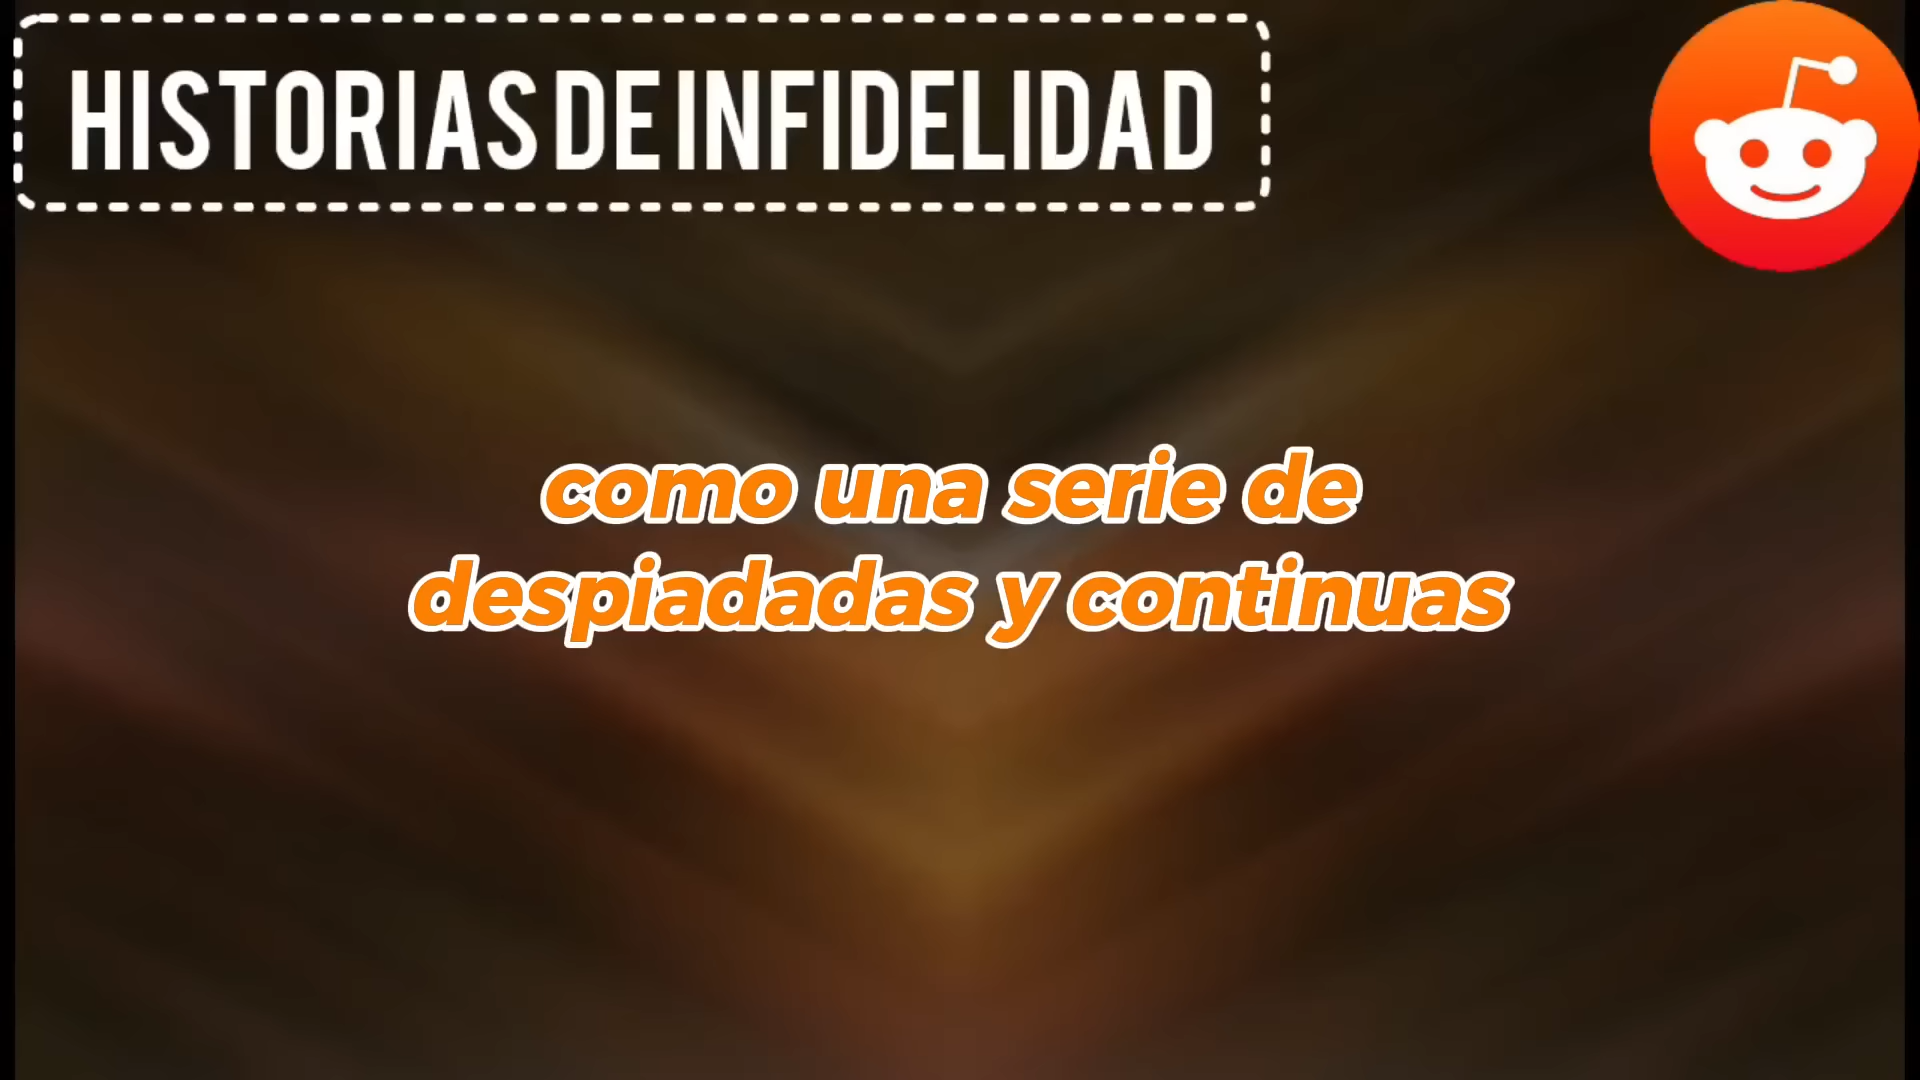 HISTORIAS DE INFIDELIDAD
como una serie de
despiadadas y continuas